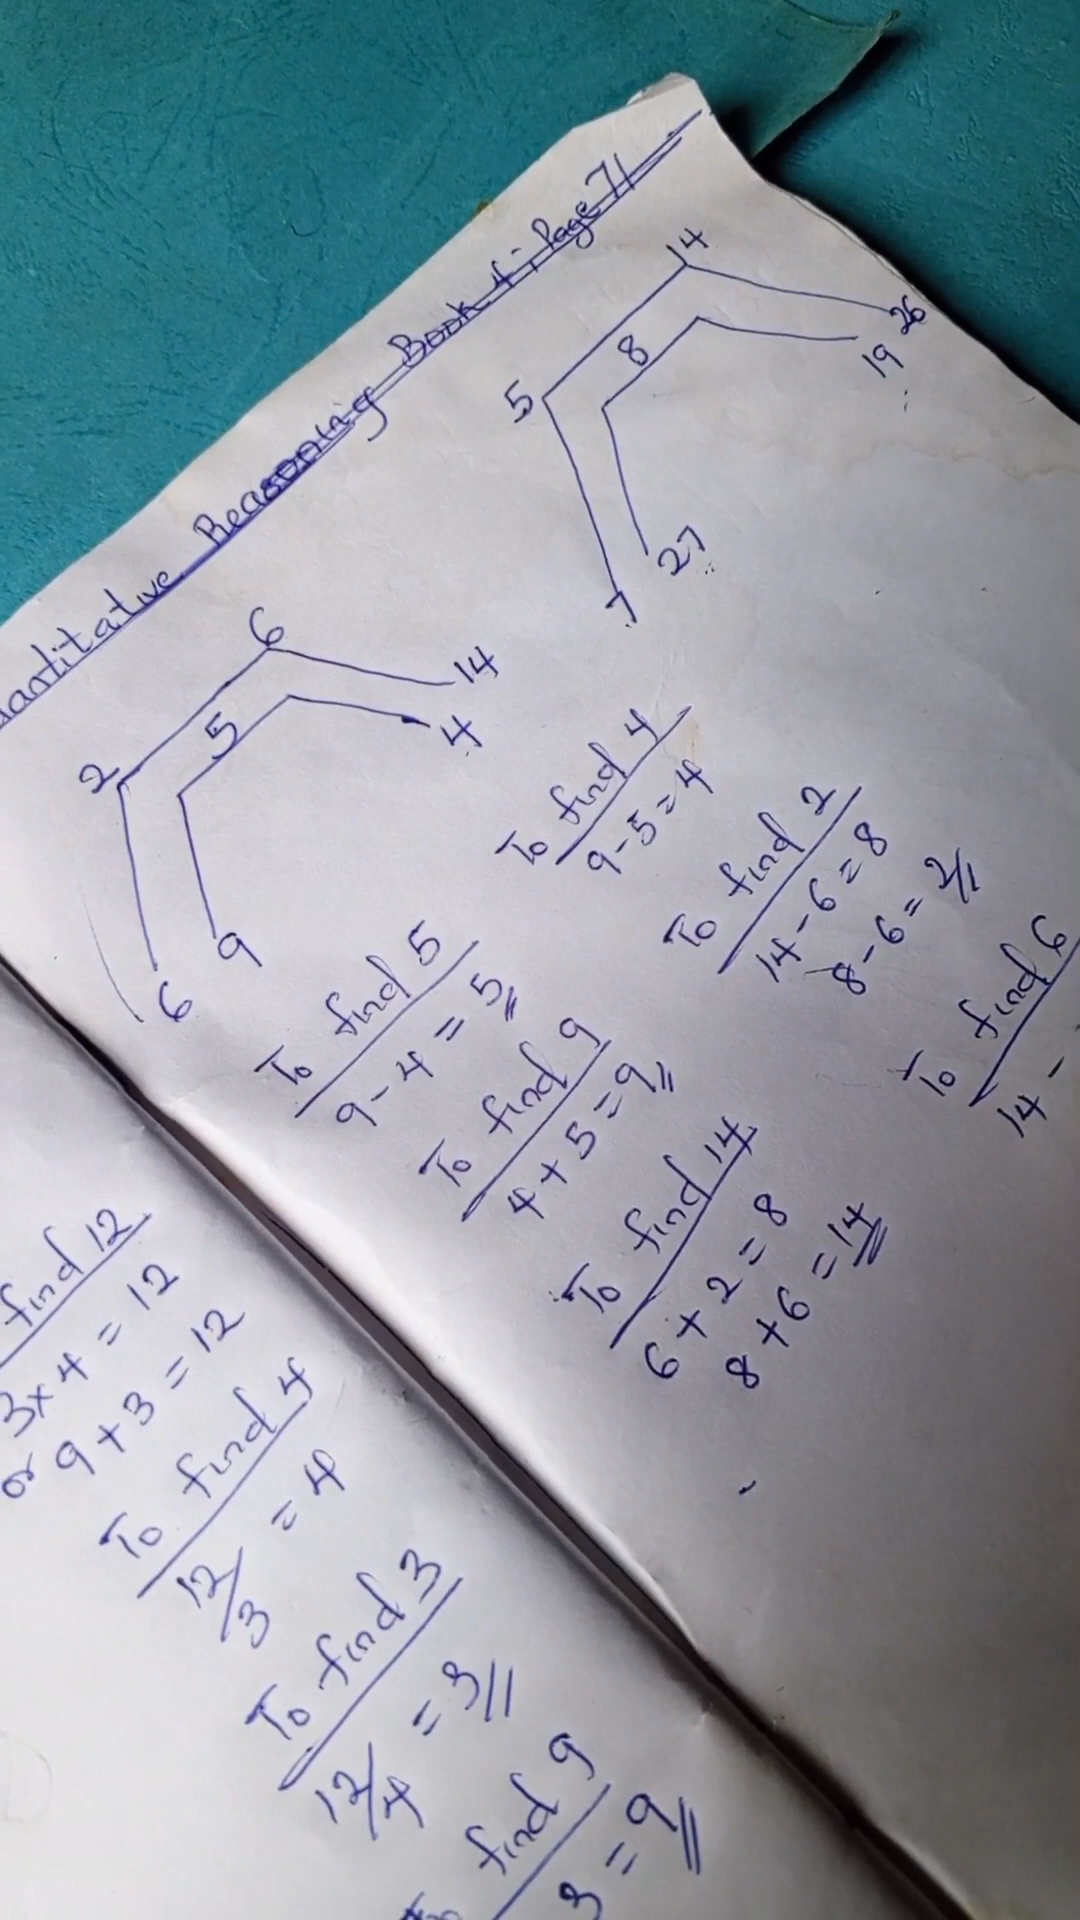 Quantitative Reasoning Book 4; Page 71
2 6 14
5
4
6 9
5 14 26
8
19
7 27
To find 5
9 - 4 = 5
To find 9
4 + 5 = 9
To find 14
6 + 2 = 8
8 + 6 = 14
To find 4
9 - 5 = 4
To find 2
14 - 6 = 8
8 - 6 = 2
To find 6
14 -
find 12
3 x 4 = 12
or 9 + 3 = 12
To find 4
12/3 = 4
To find 3
12/4 = 3
find 9
3 = 9